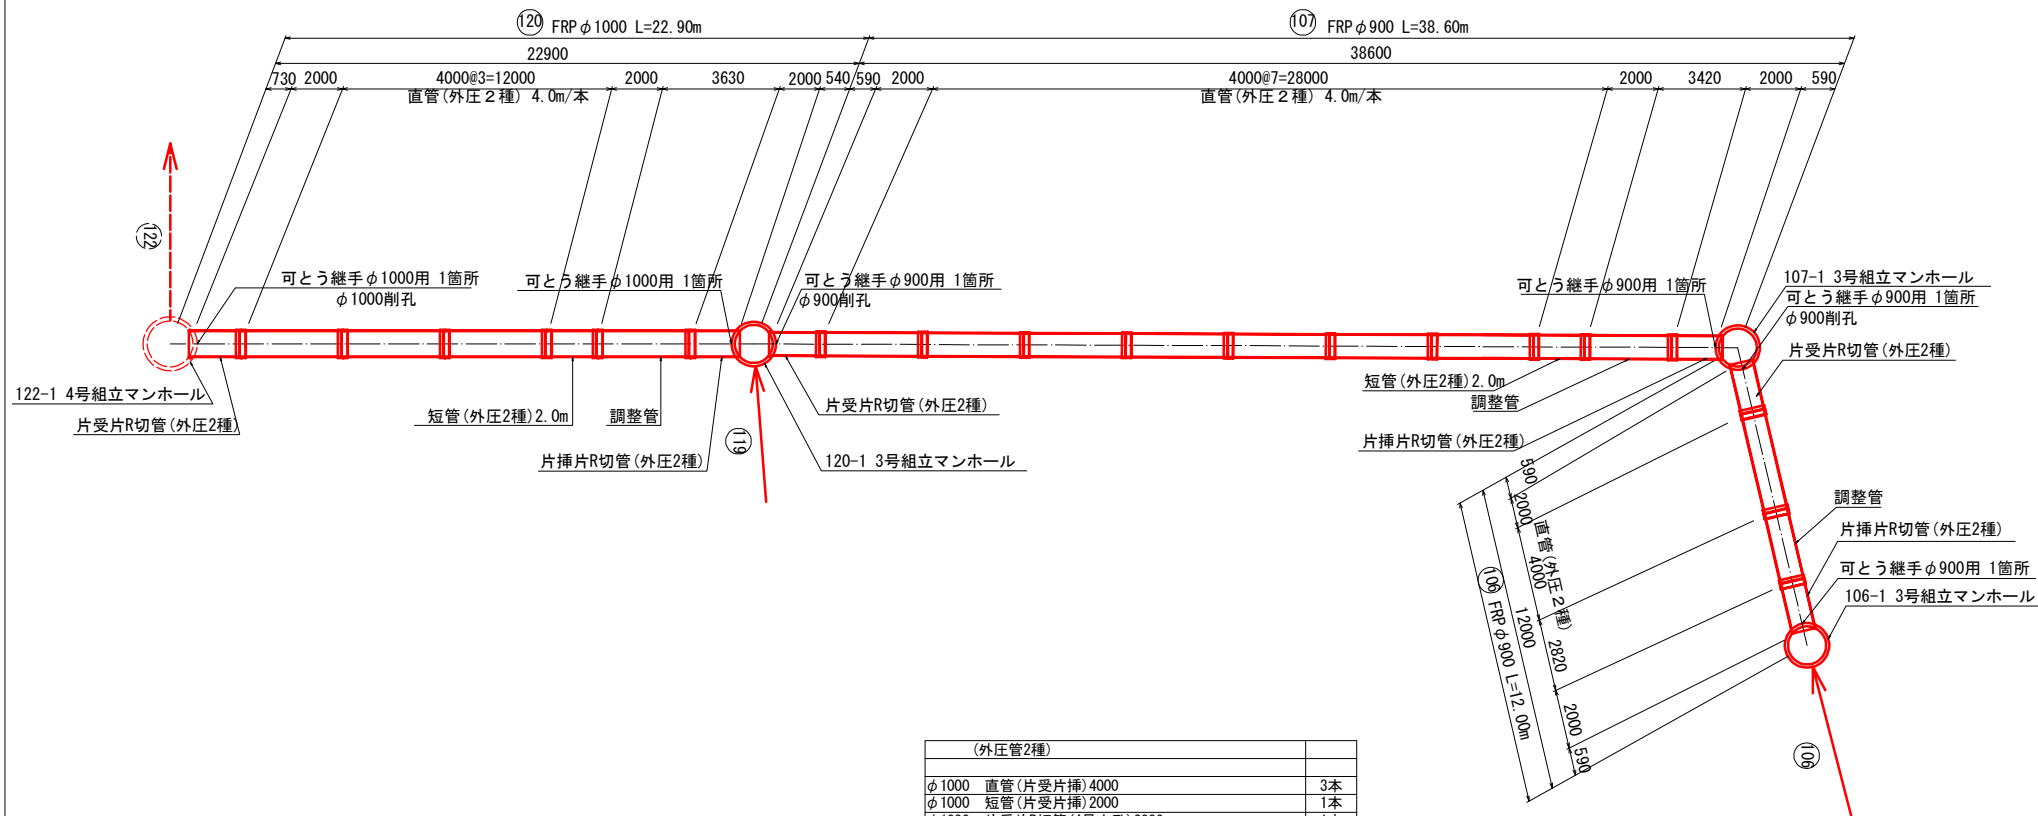 120 FRPφ1000 L=22.90m
107 FRPφ900 L=38.60m
22900
38600
730 2000 4000@3=12000 2000 3630 2000 540 590 2000 4000@7=28000 2000 3420 2000 590
直管(外圧２種) 4.0m/本
直管(外圧２種) 4.0m/本
122
可とう継手φ1000用 1箇所
φ1000削孔
可とう継手φ1000用 1箇所
可とう継手φ900用 1箇所
φ900削孔
可とう継手φ900用 1箇所
107-1 3号組立マンホール
可とう継手φ900用 1箇所
φ900削孔
片受片R切管(外圧2種)
122-1 4号組立マンホール
片受片R切管(外圧2種)
短管(外圧2種)2.0m
調整管
片挿片R切管(外圧2種)
119
片受片R切管(外圧2種)
120-1 3号組立マンホール
短管(外圧2種)2.0m
調整管
片挿片R切管(外圧2種)
590
2000
直管(外圧２種)
4000
2820
2000
590
12000
106 FRPφ900 L=12.00m
調整管
片挿片R切管(外圧2種)
可とう継手φ900用 1箇所
106-1 3号組立マンホール
106
(外圧管2種)
φ1000 直管(片受片挿)4000 3本
φ1000 短管(片受片挿)2000 1本